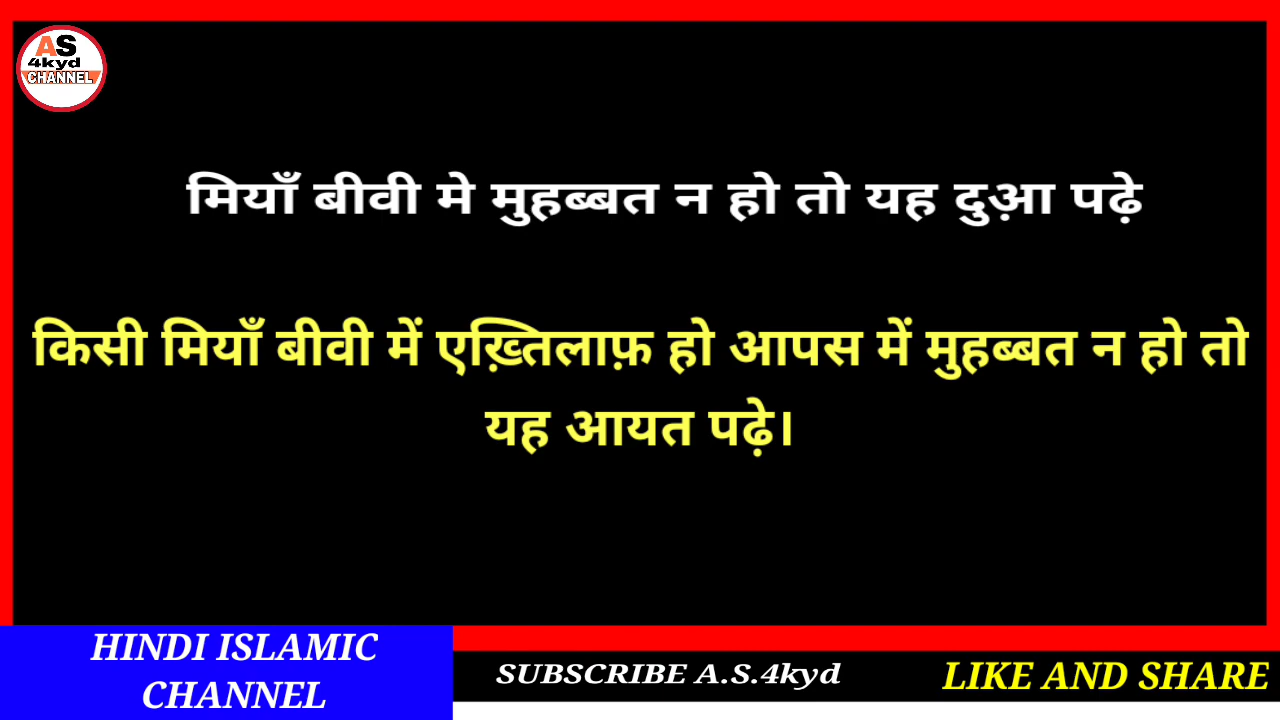 AS
4kyd
CHANNEL
मियाँ बीवी मे मुहब्बत न हो तो यह दुआ़ पढ़े
किसी मियाँ बीवी में एख़्तिलाफ़ हो आपस में मुहब्बत न हो तो
यह आयत पढ़े।
HINDI ISLAMIC
CHANNEL
SUBSCRIBE A.S.4kyd
LIKE AND SHARE